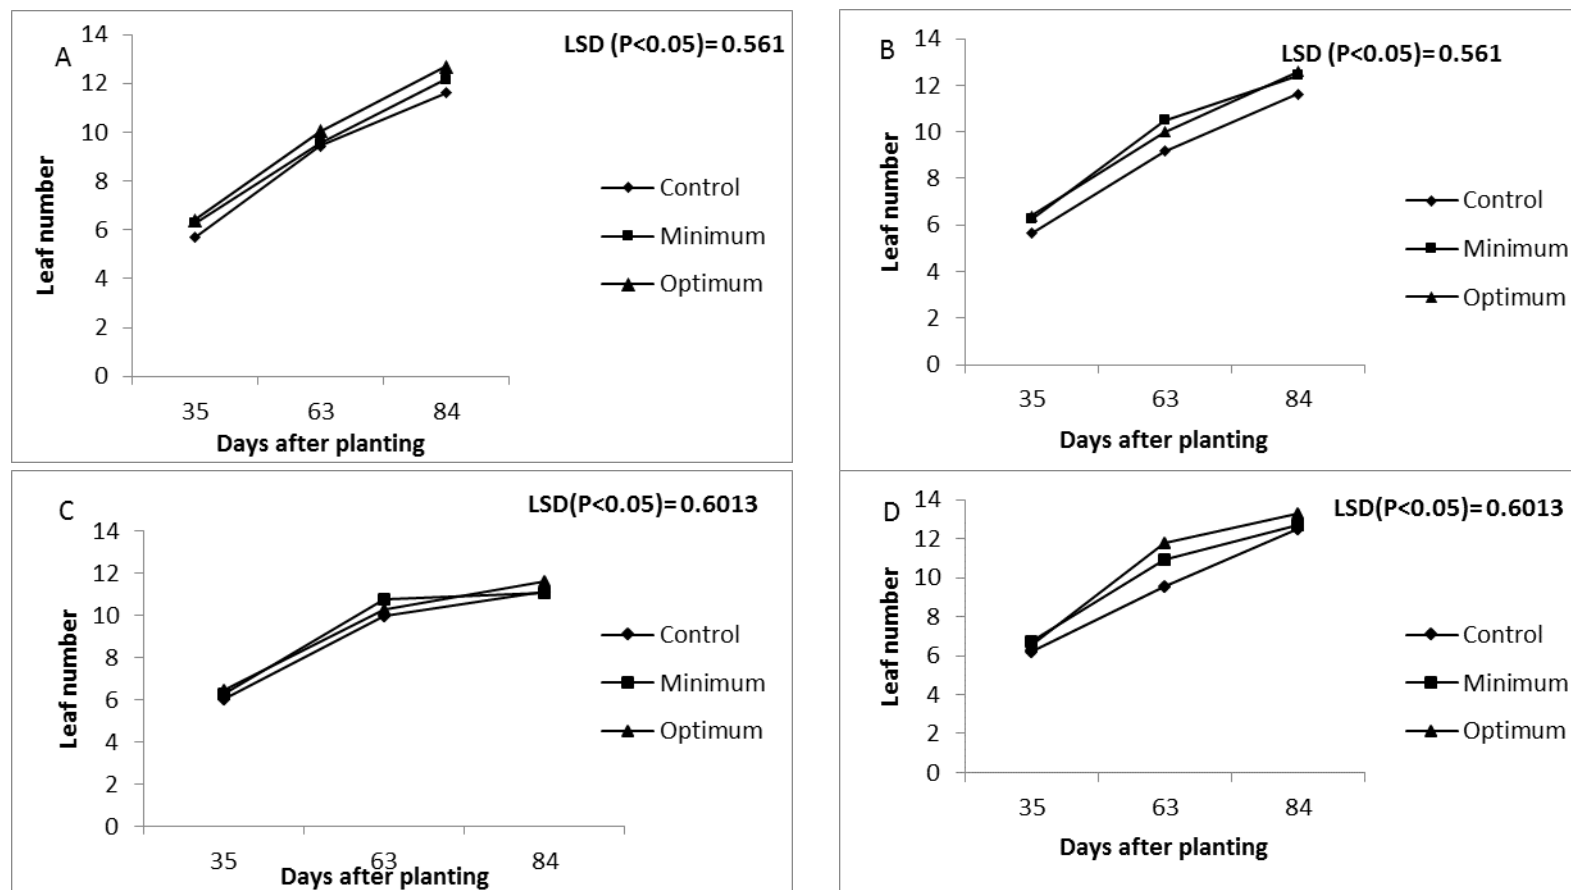 A
LSD (P<0.05)= 0.561
14
12
10
8
6
4
2
0
Leaf number
35 63 84
Days after planting
Control
Minimum
Optimum
B
LSD (P<0.05)= 0.561
14
12
10
8
6
4
2
0
Leaf number
35 63 84
Days after planting
Control
Minimum
Optimum
C
LSD(P<0.05)= 0.6013
14
12
10
8
6
4
2
0
Leaf number
35 63 84
Days after planting
Control
Minimum
Optimum
D
LSD(P<0.05)= 0.6013
14
12
10
8
6
4
2
0
Leaf number
35 63 84
Days after planting
Control
Minimum
Optimum